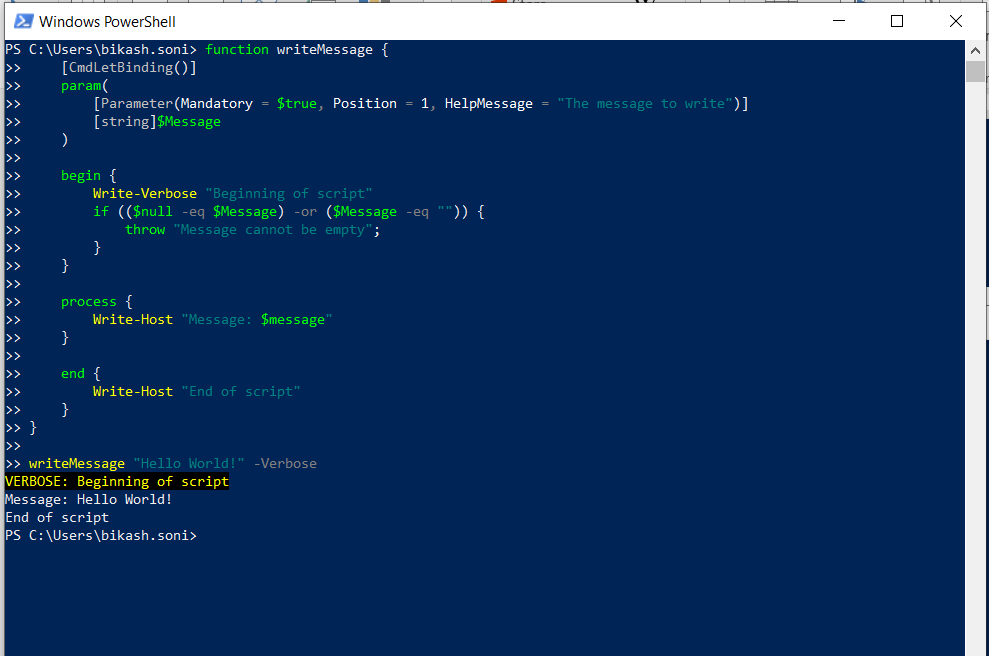 Windows PowerShell
PS C:\Users\bikash.soni> function writeMessage {
>>     [CmdLetBinding()]
>>     param(
>>         [Parameter(Mandatory = $true, Position = 1, HelpMessage = "The message to write")]
>>         [string]$Message
>>     )
>>
>>     begin {
>>         Write-Verbose "Beginning of script"
>>         if (($null -eq $Message) -or ($Message -eq "")) {
>>             throw "Message cannot be empty";
>>         }
>>     }
>>
>>     process {
>>         Write-Host "Message: $message"
>>     }
>>
>>     end {
>>         Write-Host "End of script"
>>     }
>> }
>>
>> writeMessage "Hello World!" -Verbose
VERBOSE: Beginning of script
Message: Hello World!
End of script
PS C:\Users\bikash.soni>